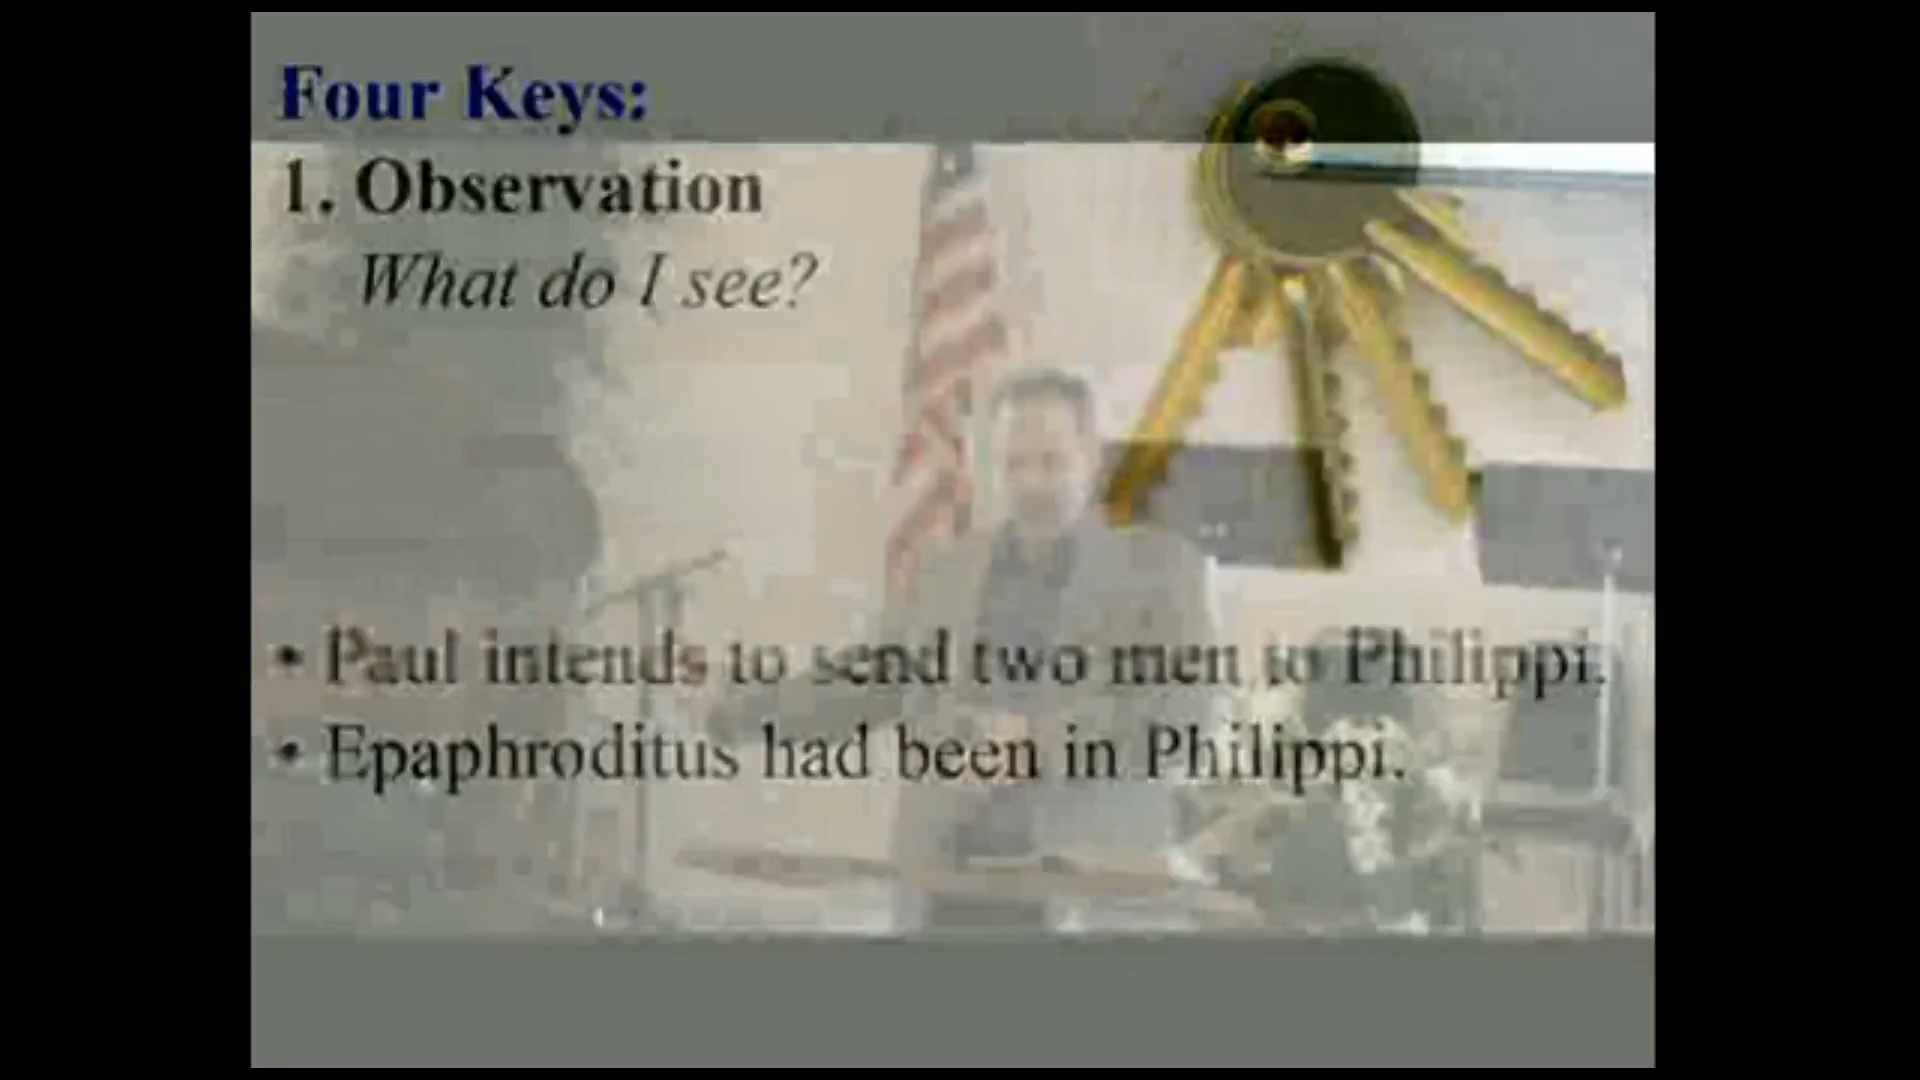 Four Keys:
1. Observation
What do I see?
• Paul intends to send two men to Philippi.
• Epaphroditus had been in Philippi.